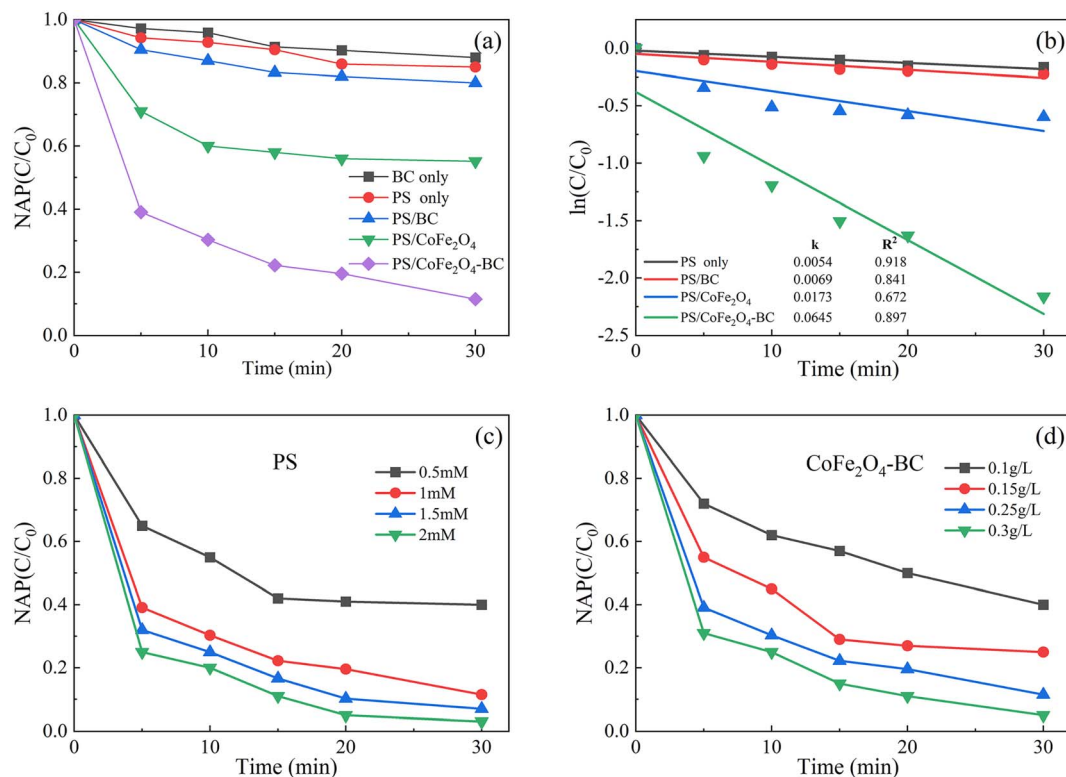 (a)
NAP(C/C₀)
1.0
0.8
0.6
0.4
0.2
0.0
BC only
PS only
PS/BC
PS/CoFe₂O₄
PS/CoFe₂O₄-BC
0 10 20 30
Time (min)
(b)
ln(C/C₀)
0.0
-0.5
-1.0
-1.5
-2.0
-2.5
k R²
PS only 0.0054 0.918
PS/BC 0.0069 0.841
PS/CoFe₂O₄ 0.0173 0.672
PS/CoFe₂O₄-BC 0.0645 0.897
0 10 20 30
Time (min)
(c)
PS
NAP(C/C₀)
1.0
0.8
0.6
0.4
0.2
0.0
0.5mM
1mM
1.5mM
2mM
0 10 20 30
Time (min)
(d)
CoFe₂O₄-BC
NAP(C/C₀)
1.0
0.8
0.6
0.4
0.2
0.0
0.1g/L
0.15g/L
0.25g/L
0.3g/L
0 10 20 30
Time (min)